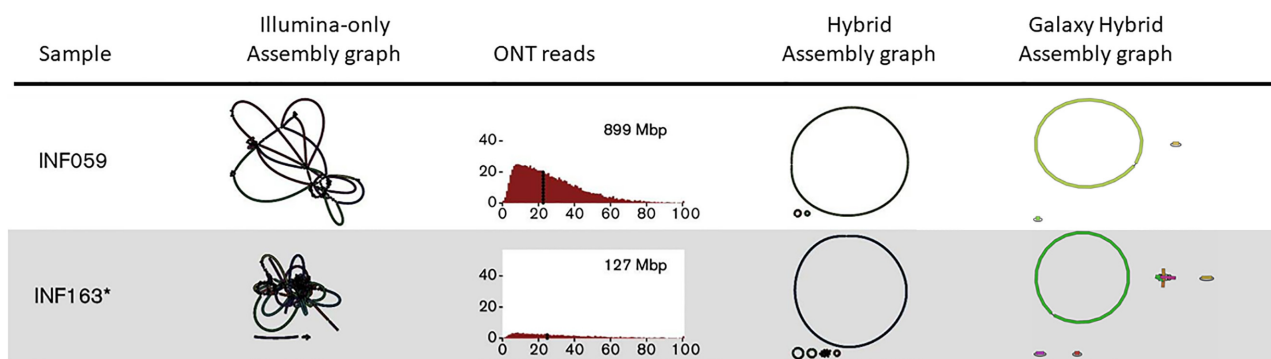 Sample
Illumina-only
Assembly graph
ONT reads
Hybrid
Assembly graph
Galaxy Hybrid
Assembly graph
INF059
899 Mbp
40
20
0
0 20 40 60 80 100
INF163*
127 Mbp
40
20
0
0 20 40 60 80 100